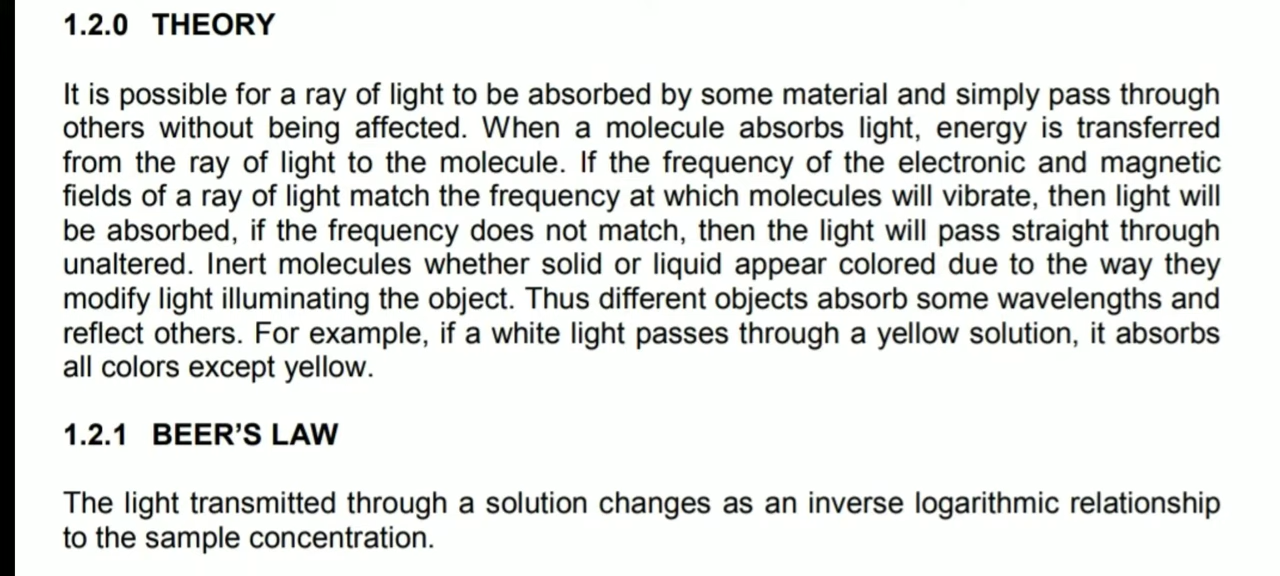 1.2.0 THEORY
It is possible for a ray of light to be absorbed by some material and simply pass through
others without being affected. When a molecule absorbs light, energy is transferred
from the ray of light to the molecule. If the frequency of the electronic and magnetic
fields of a ray of light match the frequency at which molecules will vibrate, then light will
be absorbed, if the frequency does not match, then the light will pass straight through
unaltered. Inert molecules whether solid or liquid appear colored due to the way they
modify light illuminating the object. Thus different objects absorb some wavelengths and
reflect others. For example, if a white light passes through a yellow solution, it absorbs
all colors except yellow.
1.2.1 BEER’S LAW
The light transmitted through a solution changes as an inverse logarithmic relationship
to the sample concentration.